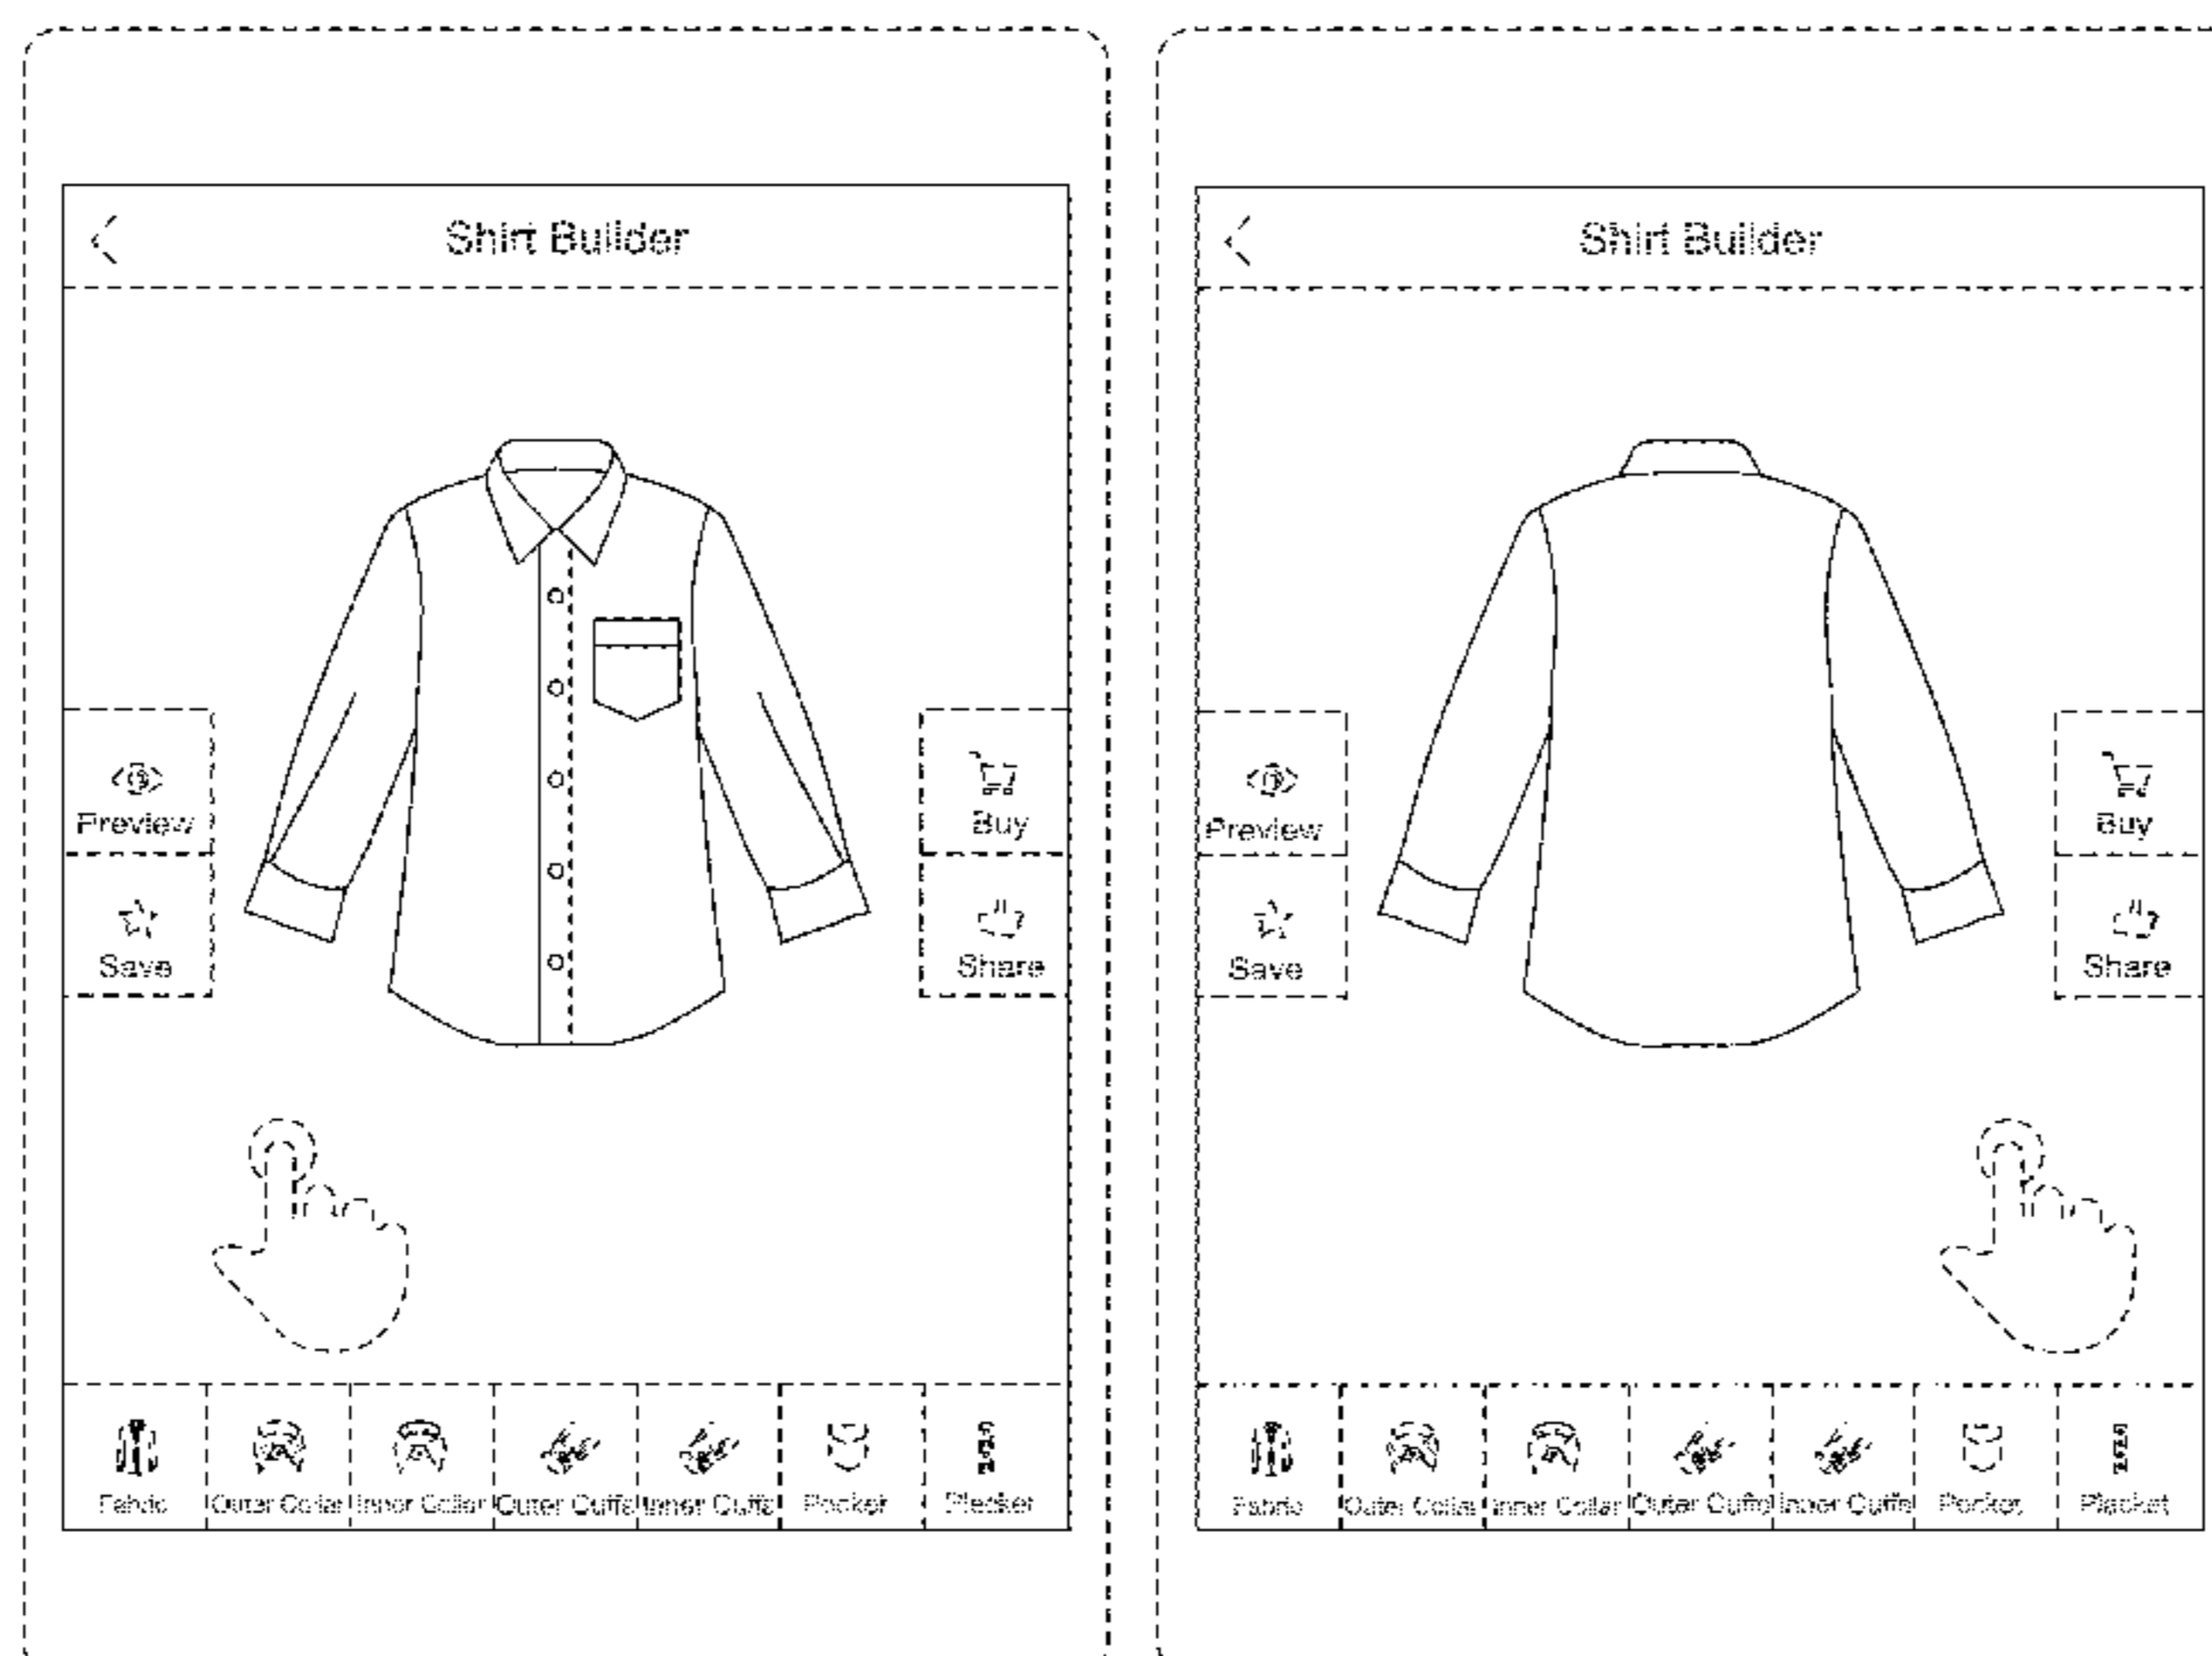 Shirt Builder
Preview
Buy
Save
Share
Fabric
Outer Collar
Inner Collar
Outer Cuffs
Inner Cuffs
Pocket
Placket
Shirt Builder
Preview
Buy
Save
Share
Fabric
Outer Collar
Inner Collar
Outer Cuffs
Inner Cuffs
Pocket
Placket